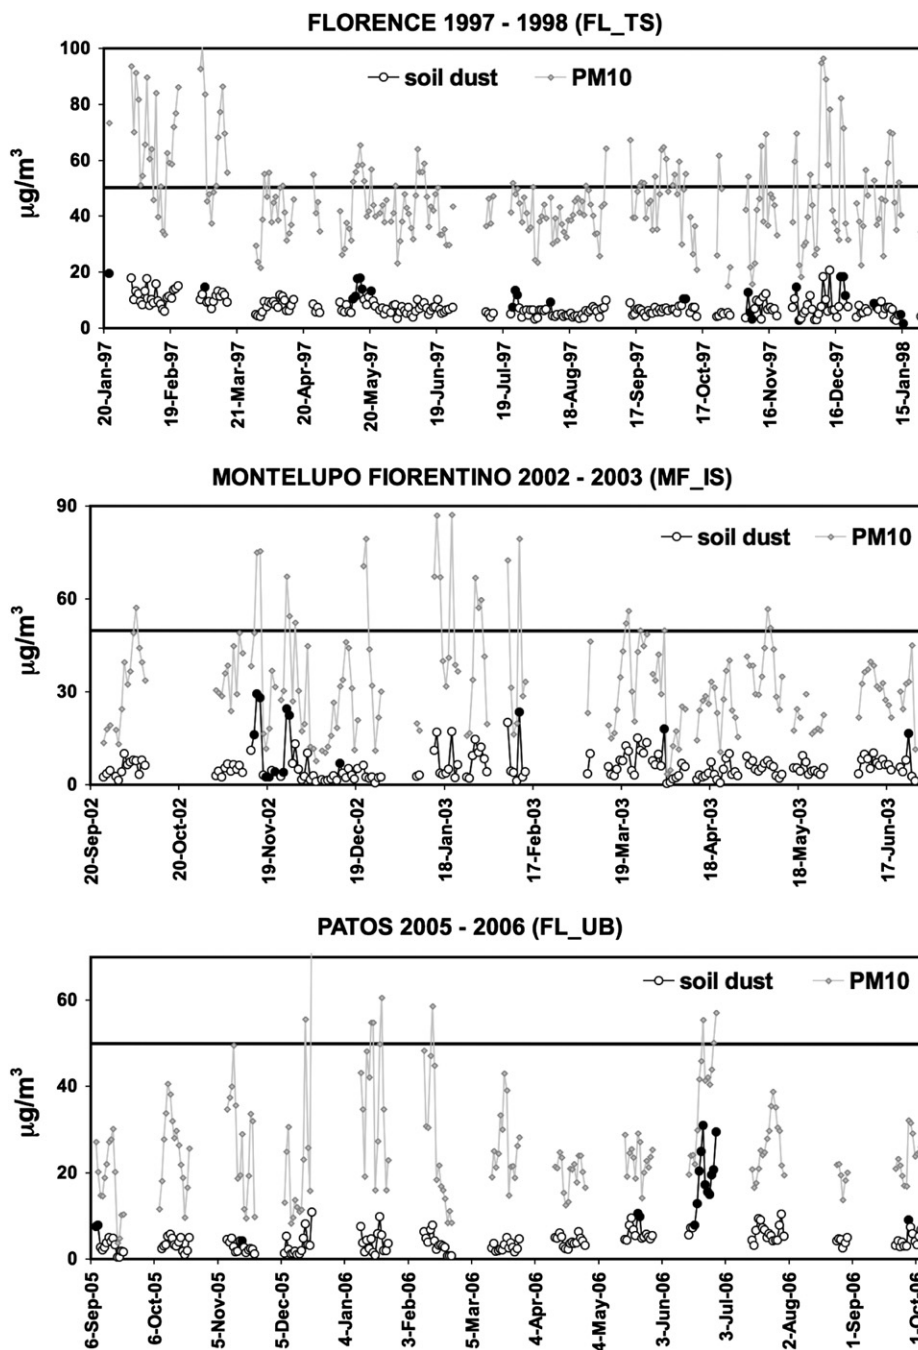 FLORENCE 1997 - 1998 (FL_TS)
100
80
60
40
20
0
μg/m³
soil dust
PM10
20-Jan-97
19-Feb-97
21-Mar-97
20-Apr-97
20-May-97
19-Jun-97
19-Jul-97
18-Aug-97
17-Sep-97
17-Oct-97
16-Nov-97
16-Dec-97
15-Jan-98
MONTELUPO FIORENTINO 2002 - 2003 (MF_IS)
90
60
30
0
μg/m³
soil dust
PM10
20-Sep-02
20-Oct-02
19-Nov-02
19-Dec-02
18-Jan-03
17-Feb-03
19-Mar-03
18-Apr-03
18-May-03
17-Jun-03
PATOS 2005 - 2006 (FL_UB)
60
40
20
0
μg/m³
soil dust
PM10
6-Sep-05
6-Oct-05
5-Nov-05
5-Dec-05
4-Jan-06
3-Feb-06
5-Mar-06
4-Apr-06
4-May-06
3-Jun-06
3-Jul-06
2-Aug-06
1-Sep-06
1-Oct-06